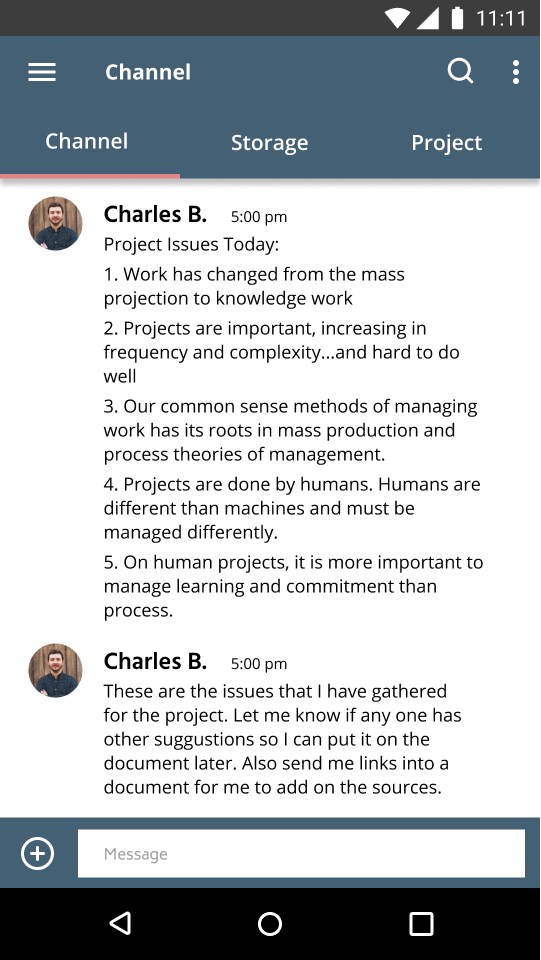 11:11
Channel
Channel Storage Project
Charles B. 5:00 pm
Project Issues Today:
1. Work has changed from the mass
projection to knowledge work
2. Projects are important, increasing in
frequency and complexity...and hard to do
well
3. Our common sense methods of managing
work has its roots in mass production and
process theories of management.
4. Projects are done by humans. Humans are
different than machines and must be
managed differently.
5. On human projects, it is more important to
manage learning and commitment than
process.
Charles B. 5:00 pm
These are the issues that I have gathered
for the project. Let me know if any one has
other suggustions so I can put it on the
document later. Also send me links into a
document for me to add on the sources.
Message